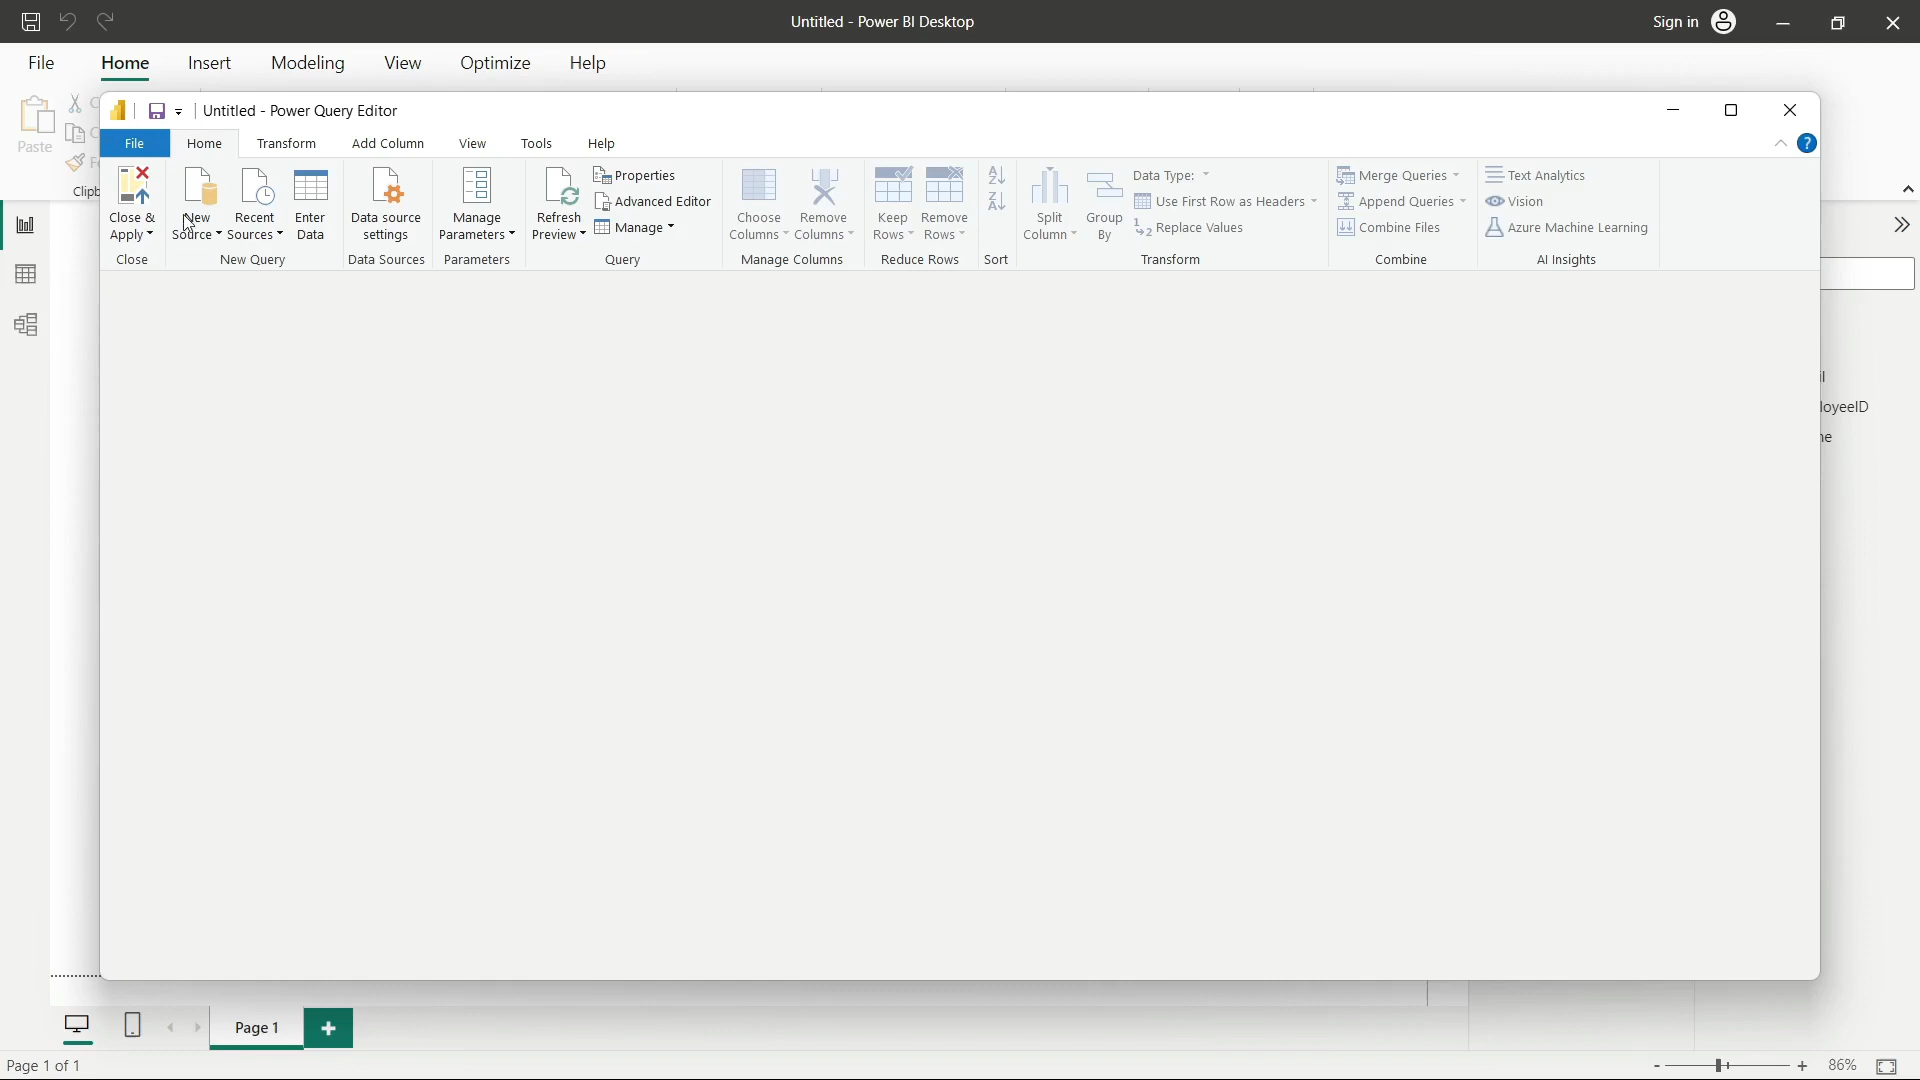 Untitled - Power BI Desktop
Sign in
File Home Insert Modeling View Optimize Help
Paste
Clipb
Untitled - Power Query Editor
File Home Transform Add Column View Tools Help
Close & Apply
Close
New Source
Recent Sources
Enter Data
New Query
Data source settings
Data Sources
Manage Parameters
Parameters
Refresh Preview
Properties
Advanced Editor
Manage
Query
Choose Columns
Remove Columns
Manage Columns
Keep Rows
Remove Rows
Reduce Rows
Sort
Split Column
Group By
Data Type:
Use First Row as Headers
Replace Values
Transform
Merge Queries
Append Queries
Combine Files
Combine
Text Analytics
Vision
Azure Machine Learning
AI Insights
Page 1
Page 1 of 1
86%